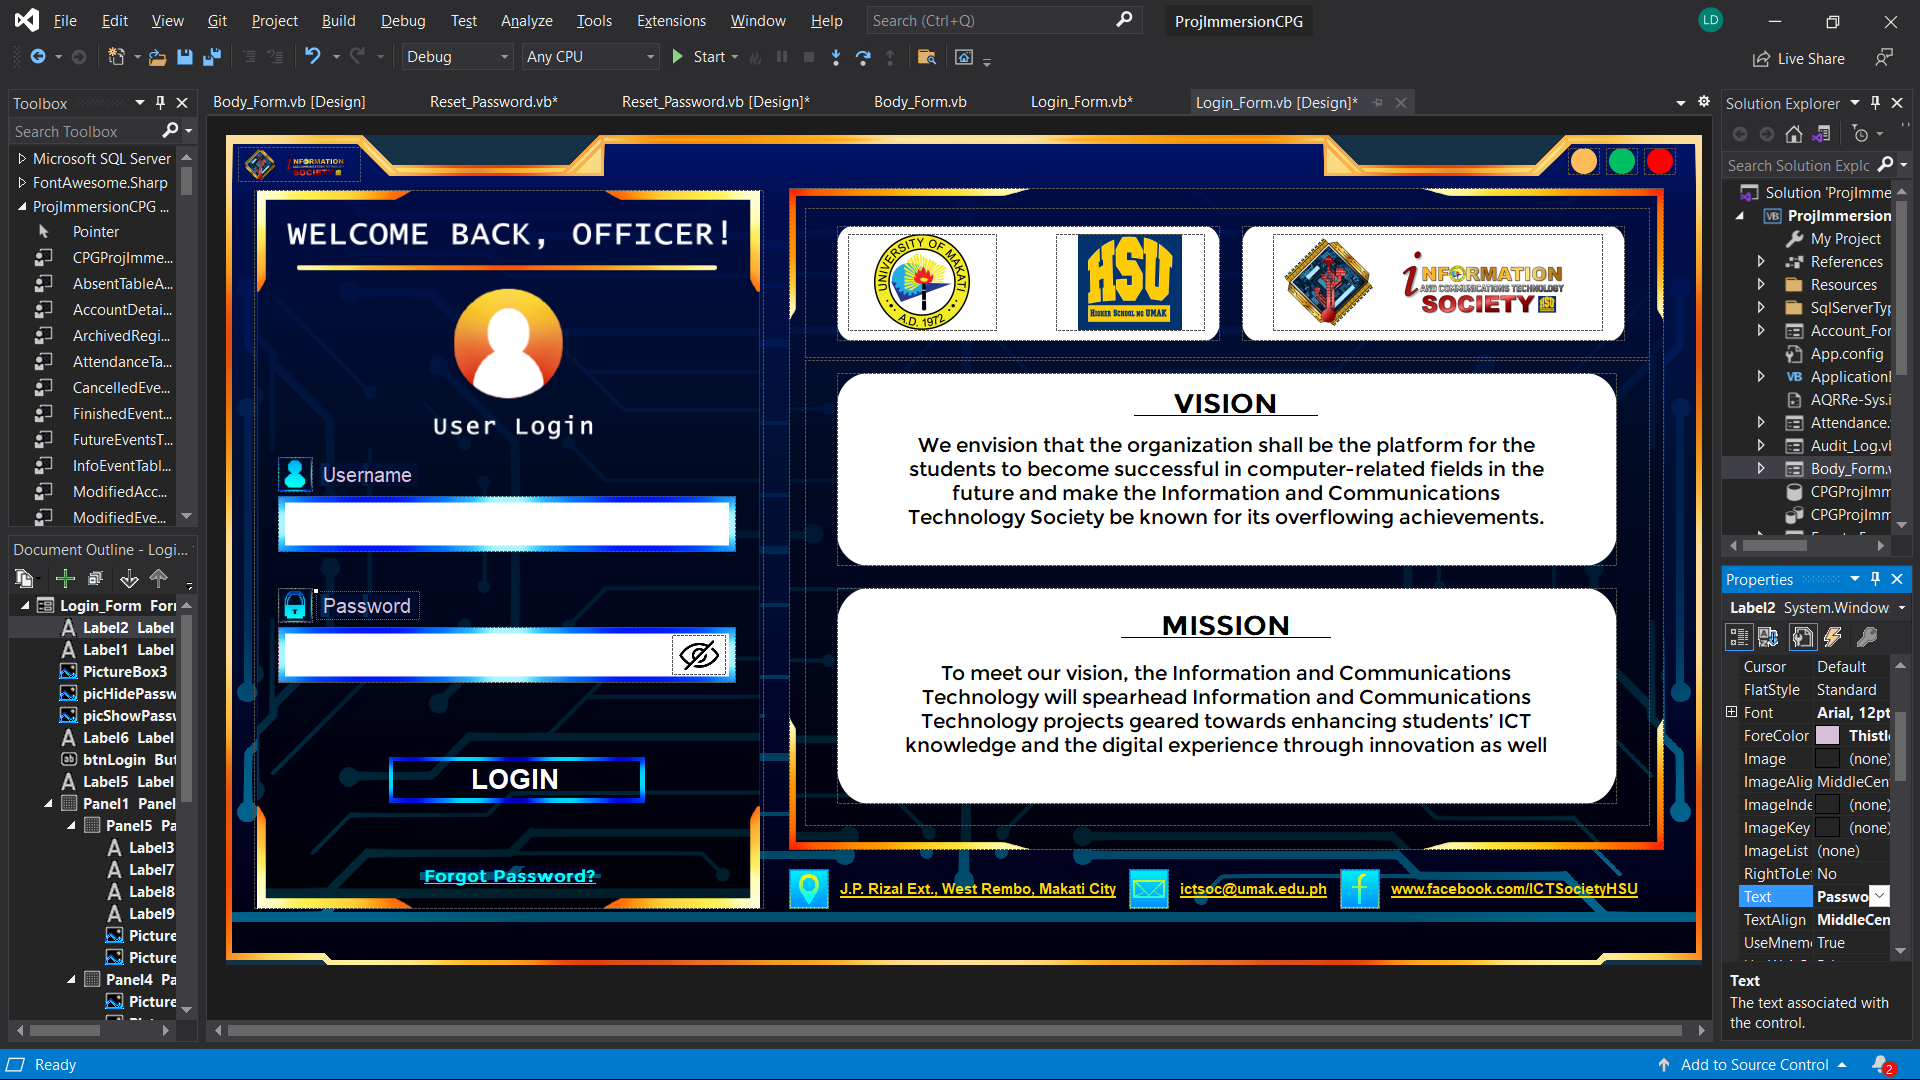 File Edit View Git Project Build Debug Test Analyze Tools Extensions Window Help Search (Ctrl+Q) ProjImmersionCPG LD
Debug Any CPU Start Live Share
Toolbox
Search Toolbox
Microsoft SQL Server
FontAwesome.Sharp
ProjImmersionCPG ...
Pointer
CPGProjImme...
AbsentTableA...
AccountDetai...
ArchivedRegi...
AttendanceTa...
CancelledEve...
FinishedEvent...
FutureEventsT...
InfoEventTabl...
ModifiedAcc...
ModifiedEve...
Document Outline - Logi...
Login_Form Forr
Label2 Label
Label1 Label
PictureBox3
picHidePassw
picShowPassw
Label6 Label
btnLogin But
Label5 Label
Panel1 Panel
Panel5 Pa
Label3
Label7
Label8
Label9
Picture
Picture
Panel4 Pa
Picture
Body_Form.vb [Design] Reset_Password.vb* Reset_Password.vb [Design]* Body_Form.vb Login_Form.vb* Login_Form.vb [Design]*
INFORMATION
SOCIETY
WELCOME BACK, OFFICER!
User Login
Username
Password
LOGIN
Forgot Password?
UNIVERSITY OF MAKATI
A.D. 1972
HSU
HIGHER SCHOOL NG UMAK
iNFORMATION
AND COMMUNICATIONS TECHNOLOGY
SOCIETY HSU
VISION
We envision that the organization shall be the platform for the
students to become successful in computer-related fields in the
future and make the Information and Communications
Technology Society be known for its overflowing achievements.
MISSION
To meet our vision, the Information and Communications
Technology will spearhead Information and Communications
Technology projects geared towards enhancing students’ ICT
knowledge and the digital experience through innovation as well
J.P. Rizal Ext., West Rembo, Makati City ictsoc@umak.edu.ph www.facebook.com/ICTSocietyHSU
Solution Explorer
Search Solution Explc
Solution 'ProjImme
ProjImmersion
My Project
References
Resources
SqlServerTyp
Account_For
App.config
ApplicationE
AQRRe-Sys.i
Attendance.
Audit_Log.vb
Body_Form.v
CPGProjImm
CPGProjImm
Properties
Label2 System.Window
Cursor Default
FlatStyle Standard
Font Arial, 12pt
ForeColor Thistle
Image (none)
ImageAlig MiddleCen
ImageInde (none)
ImageKey (none)
ImageList (none)
RightToLef No
Text Passwo
TextAlign MiddleCen
UseMnem True
Text
The text associated with
the control.
Ready Add to Source Control 2